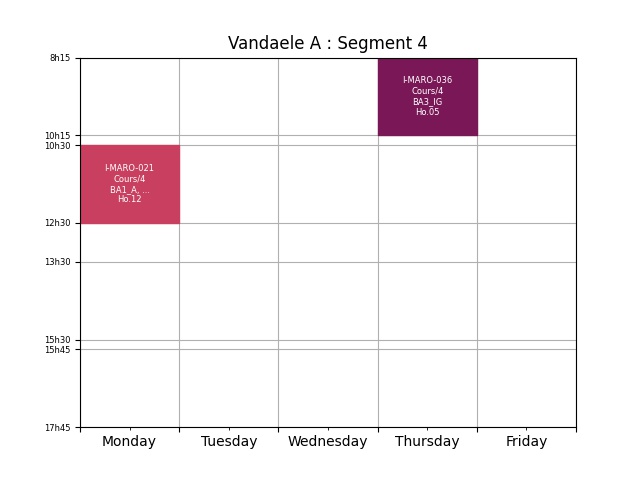 Vandaele A : Segment 4
8h15
I-MARO-036
Cours/4
BA3_IG
Ho.05
10h15
10h30
I-MARO-021
Cours/4
BA1_A, ...
Ho.12
12h30
13h30
15h30
15h45
17h45
Monday Tuesday Wednesday Thursday Friday